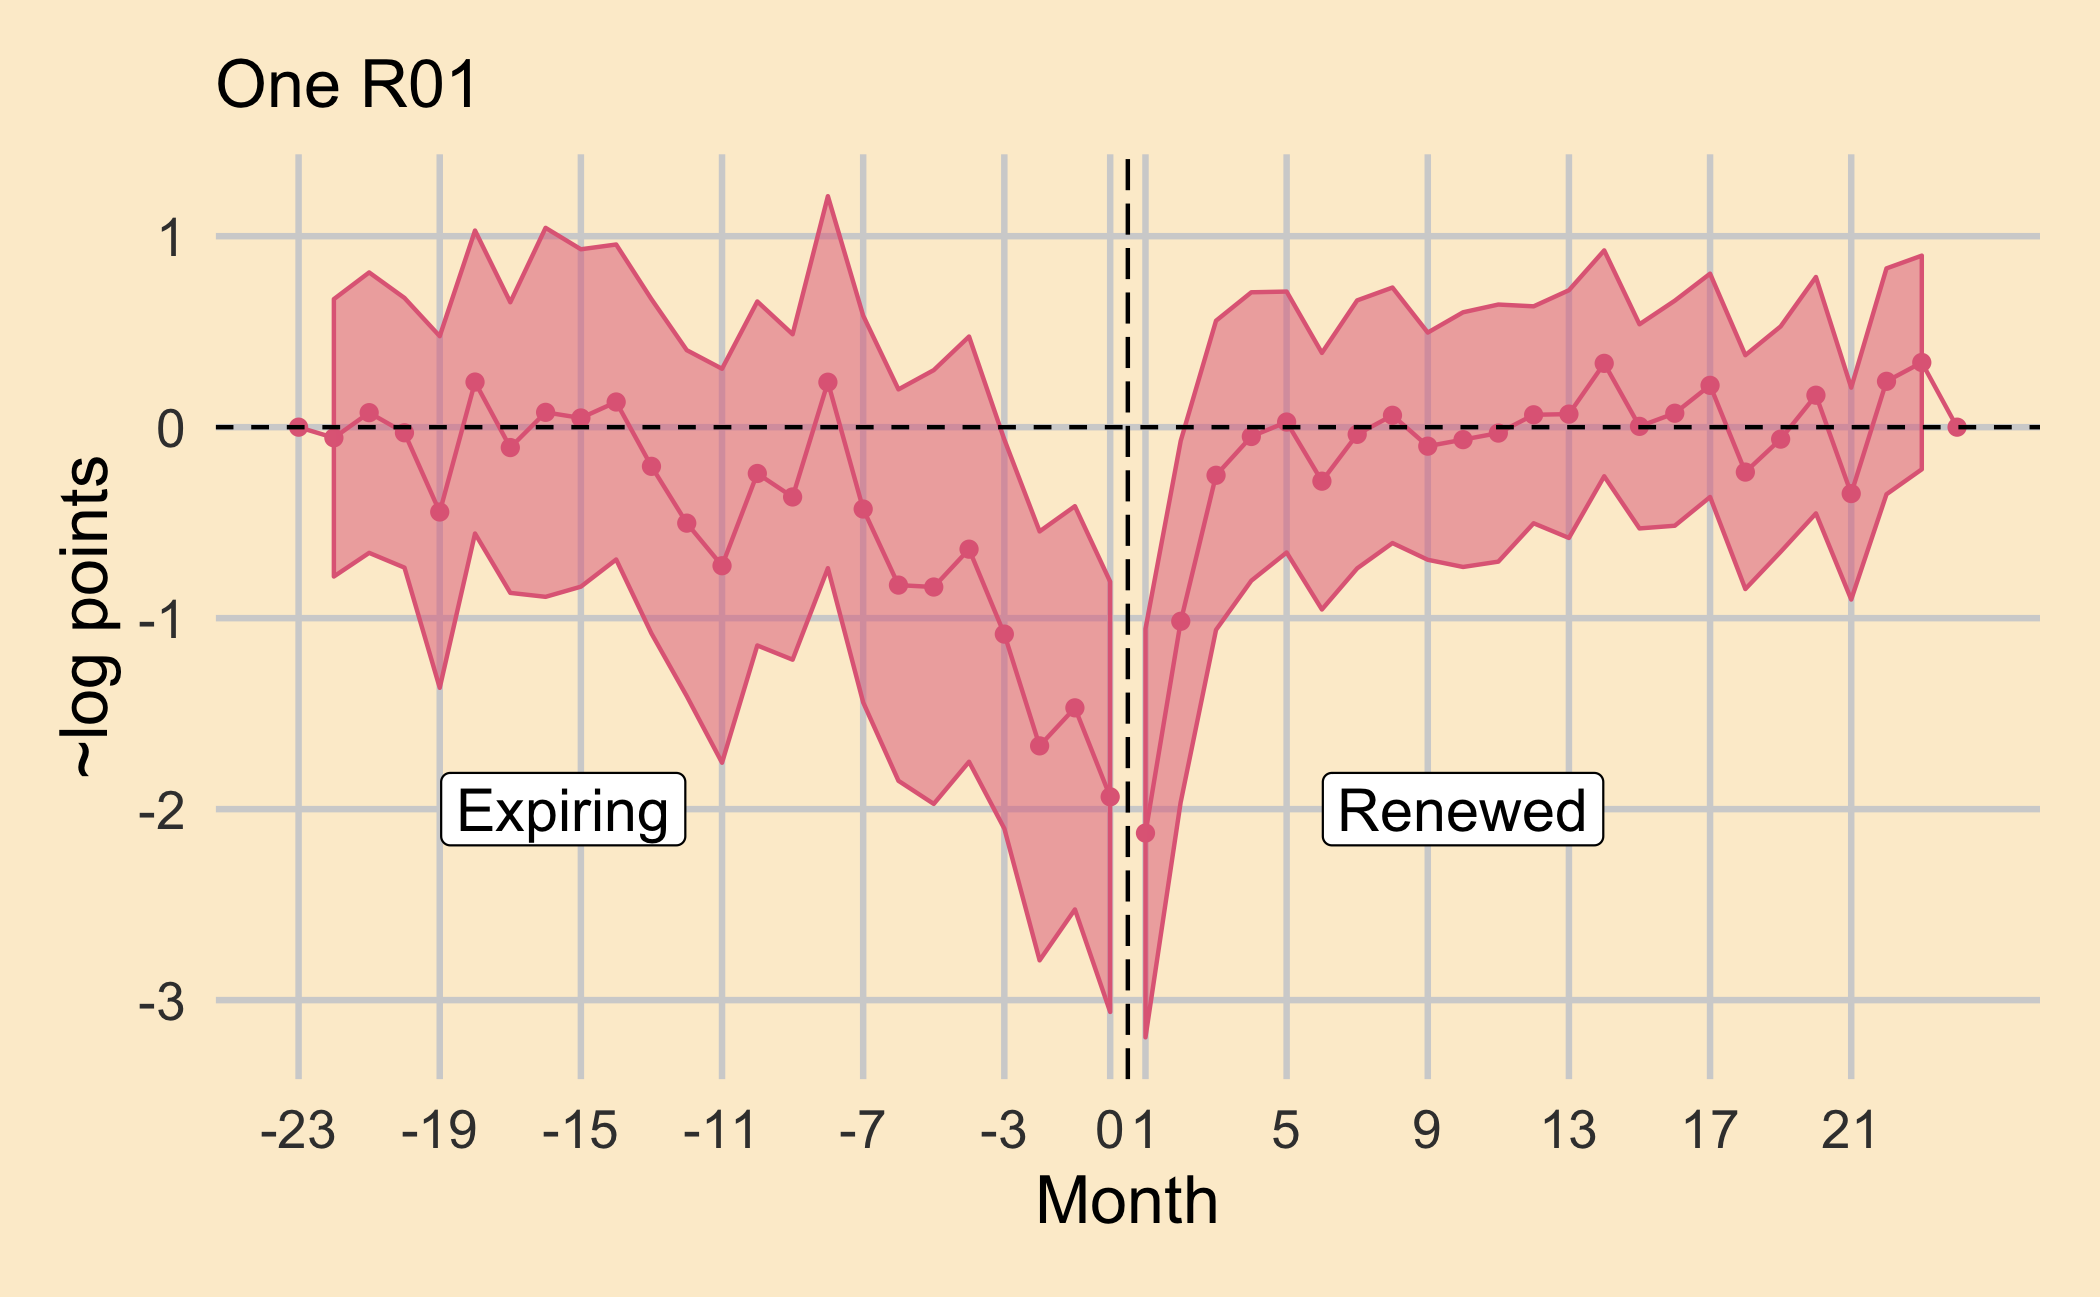 One R01
~log points
1
0
-1
-2
-3
Expiring
Renewed
-23 -19 -15 -11 -7 -3 0 1 5 9 13 17 21
Month